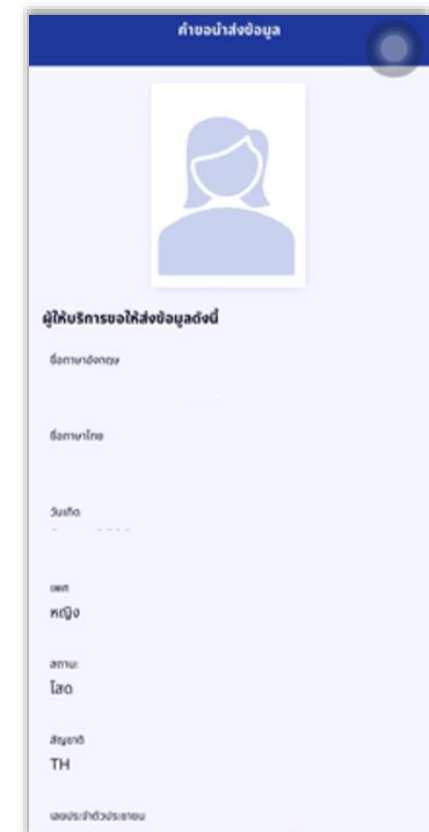 คำขอนำส่งข้อมูล
ผู้ให้บริการขอให้ส่งข้อมูลดังนี้
ชื่อภาษาอังกฤษ
ชื่อภาษาไทย
วันเกิด
เพศ
หญิง
สถานะ
โสด
สัญชาติ
TH
เลขประจำตัวประชาชน